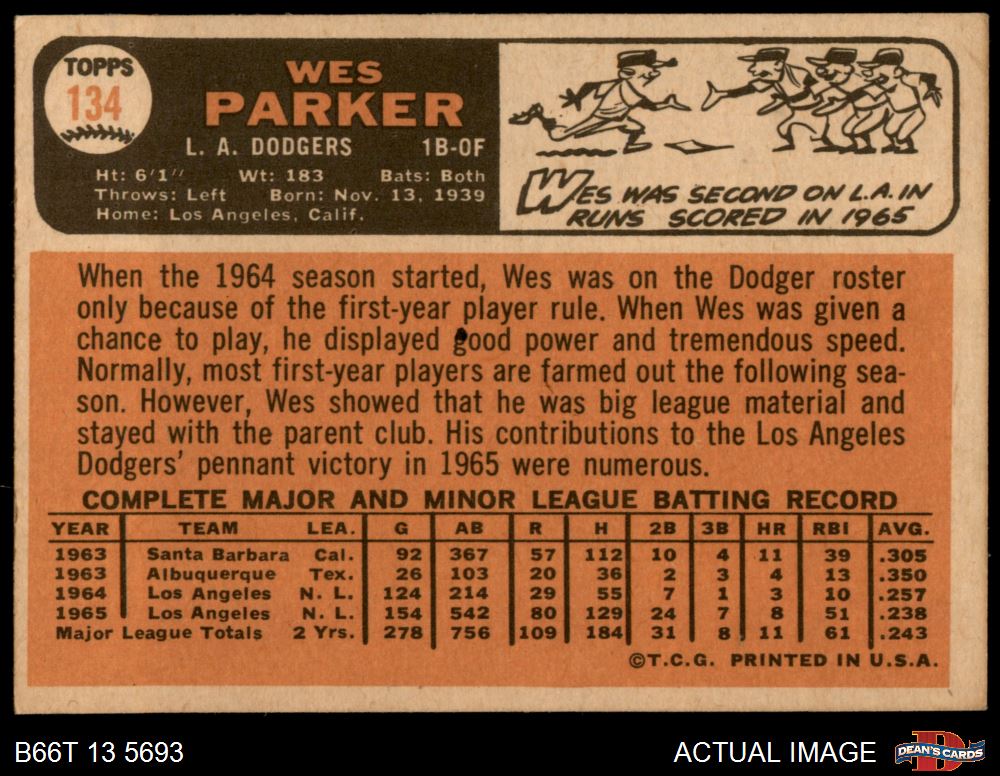 TOPPS
134
WES
PARKER
L. A. DODGERS 1B-OF
Ht: 6'1" Wt: 183 Bats: Both
Throws: Left Born: Nov. 13, 1939
Home: Los Angeles, Calif.
WES WAS SECOND ON L.A. IN
RUNS SCORED IN 1965
When the 1964 season started, Wes was on the Dodger roster
only because of the first-year player rule. When Wes was given a
chance to play, he displayed good power and tremendous speed.
Normally, most first-year players are farmed out the following sea-
son. However, Wes showed that he was big league material and
stayed with the parent club. His contributions to the Los Angeles
Dodgers' pennant victory in 1965 were numerous.
COMPLETE MAJOR AND MINOR LEAGUE BATTING RECORD
YEAR TEAM LEA. G AB R H 2B 3B HR RBI AVG.
1963 Santa Barbara Cal. 92 367 57 112 10 4 11 39 .305
1963 Albuquerque Tex. 26 103 20 36 2 3 4 13 .350
1964 Los Angeles N. L. 124 214 29 55 7 1 3 10 .257
1965 Los Angeles N. L. 154 542 80 129 24 7 8 51 .238
Major League Totals 2 Yrs. 278 756 109 184 31 8 11 61 .243
©T.C.G. PRINTED IN U.S.A.
B66T 13 5693
ACTUAL IMAGE
D
DEAN'S CARDS